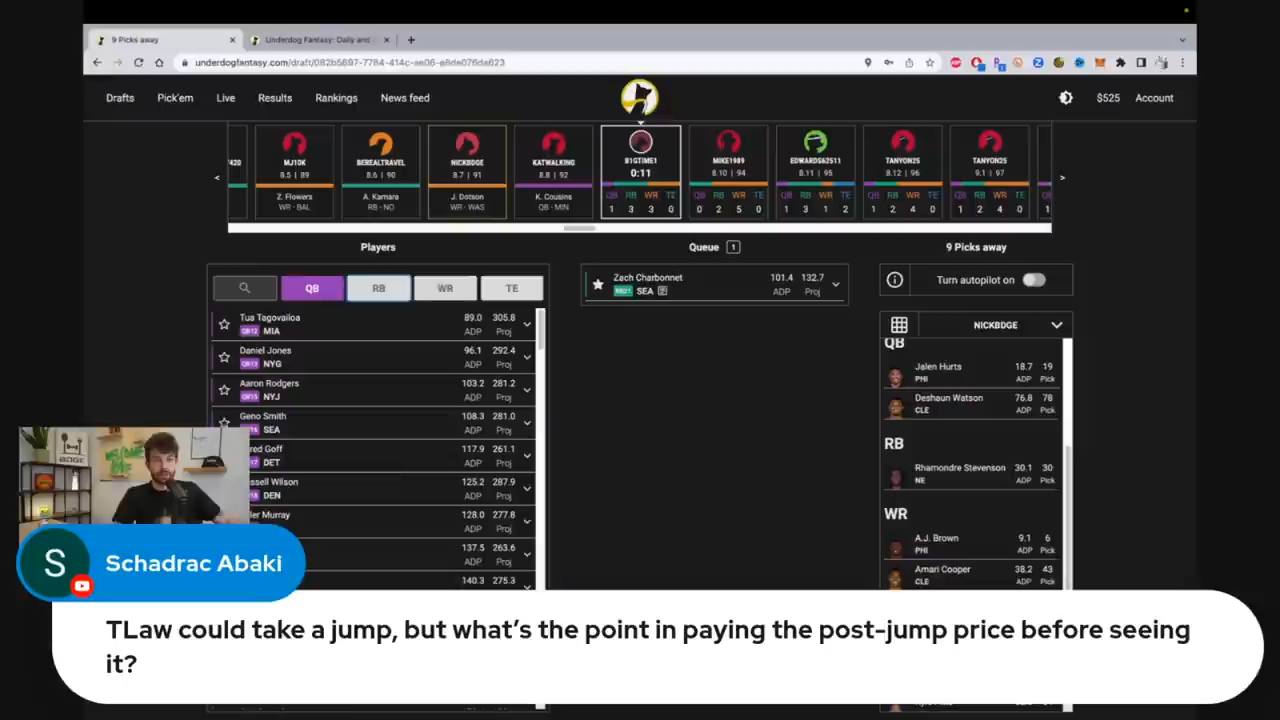 9 Picks away
Underdog Fantasy: Daily and
underdogfantasy.com/draft/082b5697-7784-414c-ae06-e8de076da623
Drafts
Pick'em
Live
Results
Rankings
News feed
$525
Account
MJ10K
8.5 | 89
Z. Flowers
WR - BAL
BEREALTRAVEL
8.6 | 90
A. Kamara
RB - NO
NICKBDGE
8.7 | 91
J. Dotson
WR - WAS
KATWALKING
8.8 | 92
K. Cousins
QB - MIN
B1GTIME1
0:11
QB RB WR TE
1 3 3 0
MIKE1989
8.10 | 94
QB RB WR TE
0 2 5 0
EDWARDS62511
8.11 | 95
QB RB WR TE
1 3 1 2
TANYON25
8.12 | 96
QB RB WR TE
1 2 4 0
TANYON25
9.1 | 97
QB RB WR TE
1 2 4 0
Players
QB
RB
WR
TE
Tua Tagovailoa 89.0 305.8
QB12 MIA ADP Proj
Daniel Jones 96.1 292.4
NYG ADP Proj
Aaron Rodgers 103.2 281.2
NYJ ADP Proj
Geno Smith 108.3 281.0
SEA ADP Proj
red Goff 117.9 261.1
DET ADP Proj
ssell Wilson 125.2 287.9
DEN ADP Proj
ler Murray 128.0 277.8
ADP Proj
137.5 263.6
ADP Proj
140.3 275.3
Queue 1
Zach Charbonnet 101.4 132.7
SEA ADP Proj
9 Picks away
Turn autopilot on
NICKBDGE
QB
Jalen Hurts 18.7 19
PHI ADP Pick
Deshaun Watson 76.8 78
CLE ADP Pick
RB
Rhamondre Stevenson 30.1 30
NE ADP Pick
WR
A.J. Brown 9.1 6
PHI ADP Pick
Amari Cooper 38.2 43
CLE ADP Pick
S
Schadrac Abaki
TLaw could take a jump, but what's the point in paying the post-jump price before seeing
it?